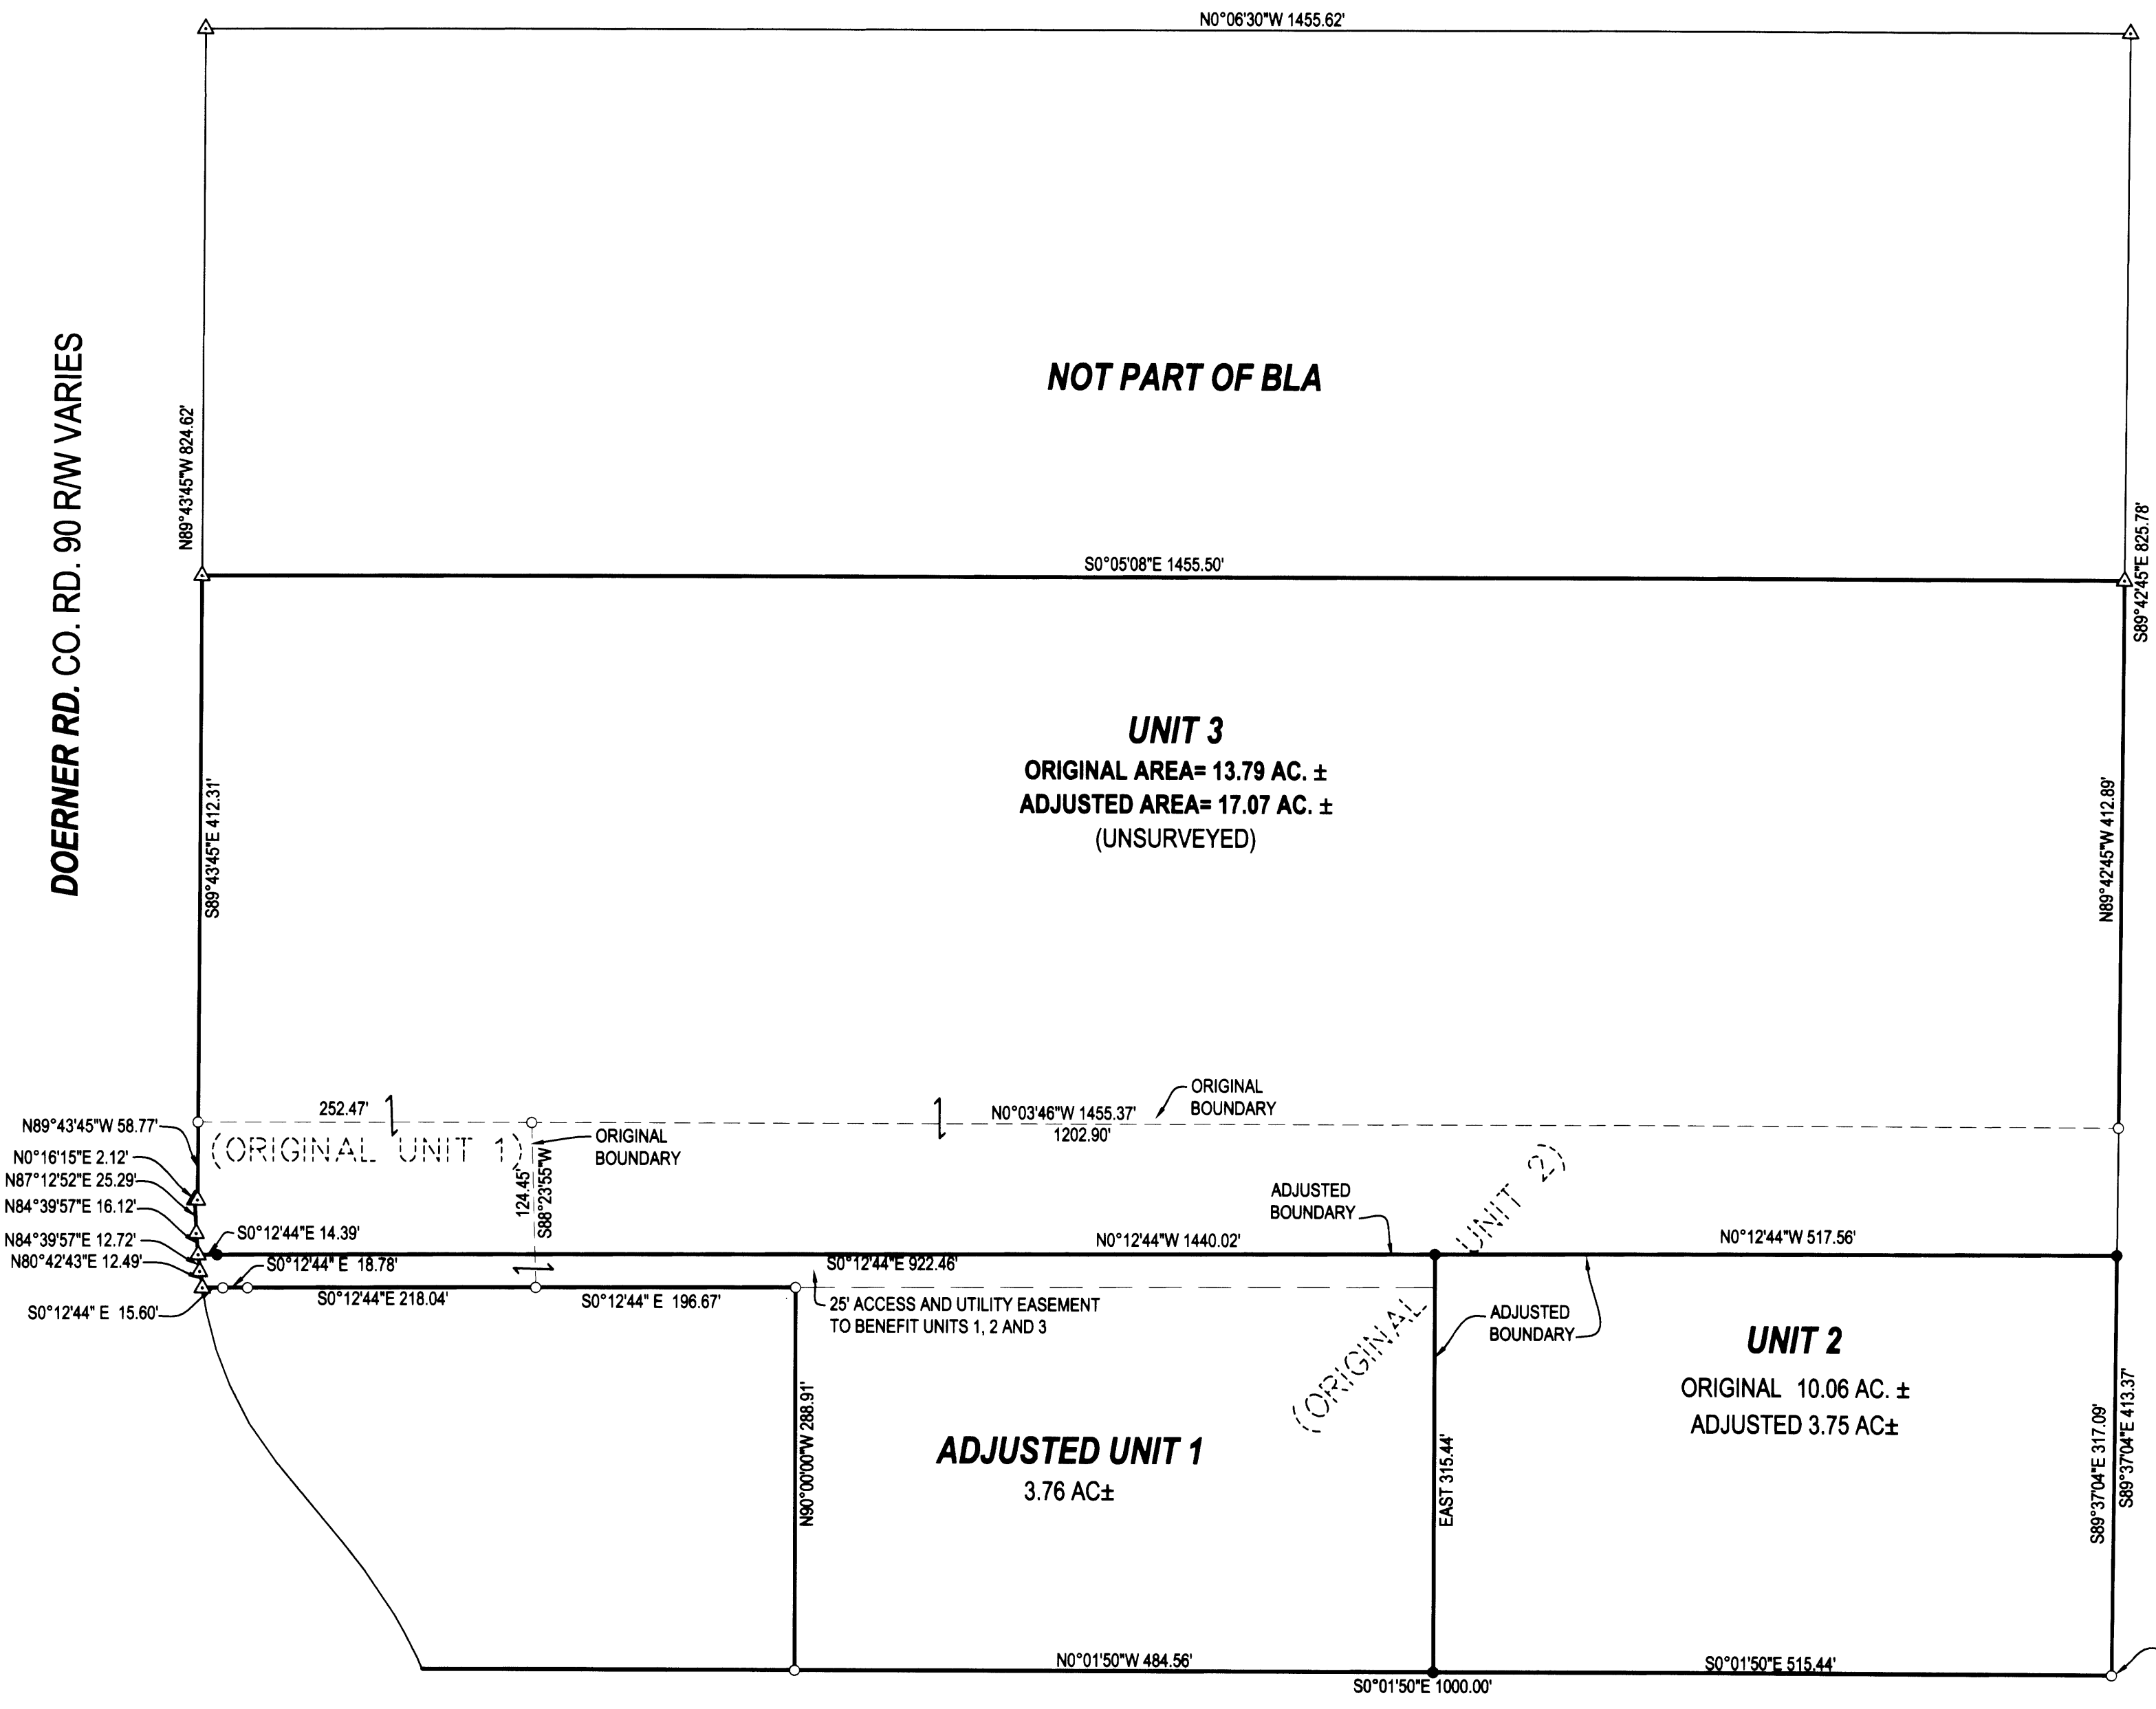 N0°06'30"W 1455.62'
DOERNER RD. CO. RD. 90 R/W VARIES
N89°43'45"W 824.62'
NOT PART OF BLA
S89°42'45"E 825.78'
S0°05'08"E 1455.50'
UNIT 3
ORIGINAL AREA= 13.79 AC. ±
ADJUSTED AREA= 17.07 AC. ±
(UNSURVEYED)
S89°43'45"E 412.31'
N89°42'45"W 412.89'
252.47'
ORIGINAL
BOUNDARY
N0°03'46"W 1455.37'
1202.90'
N89°43'45"W 58.77'
(ORIGINAL UNIT 1)
ORIGINAL
BOUNDARY
N0°16'15"E 2.12'
N87°12'52"E 25.29'
N84°39'57"E 16.12'
124.45'
S88°23'55"W
ADJUSTED
BOUNDARY
(ORIGINAL UNIT 2)
N84°39'57"E 12.72'
S0°12'44"E 14.39'
N0°12'44"W 1440.02'
N0°12'44"W 517.56'
N80°42'43"E 12.49'
S0°12'44" E 18.78'
S0°12'44"E 922.46'
S0°12'44" E 15.60'
S0°12'44"E 218.04'
S0°12'44" E 196.67'
25' ACCESS AND UTILITY EASEMENT
TO BENEFIT UNITS 1, 2 AND 3
ADJUSTED
BOUNDARY
UNIT 2
ORIGINAL 10.06 AC. ±
ADJUSTED 3.75 AC±
N90°00'00"W 288.91'
ADJUSTED UNIT 1
3.76 AC±
EAST 315.44'
S89°37'04"E 317.09'
S89°37'04"E 413.37'
N0°01'50"W 484.56'
S0°01'50"E 515.44'
S0°01'50"E 1000.00'